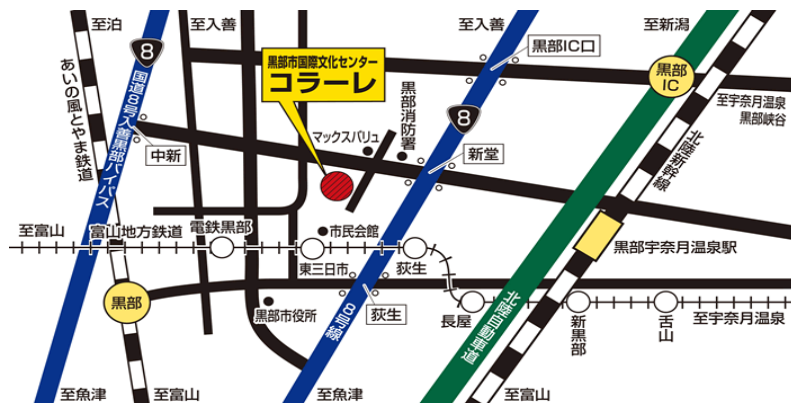 至泊
至入善
至入善
至新潟
8
黒部IC口
黒部市国際文化センター
コラーレ
黒部
IC
あいの風とやま鉄道
国道8号入善黒部バイパス
黒部消防署
8
至宇奈月温泉
黒部峡谷
マックスバリュ
中新
新堂
北陸新幹線
至富山
富山地方鉄道
電鉄黒部
市民会館
黒部宇奈月温泉駅
東三日市
荻生
黒部
黒部市役所
8号線
荻生
長屋
北陸自動車道
新黒部
舌山
至宇奈月温泉
至魚津
至富山
至魚津
至富山